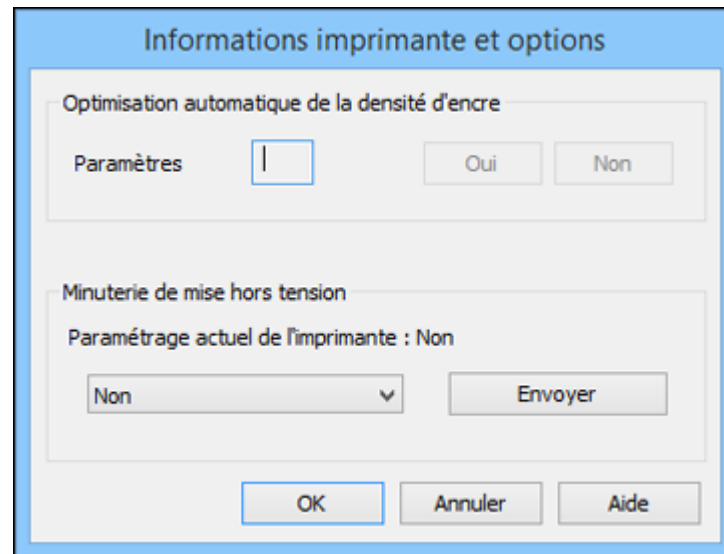 Informations imprimante et options
Optimisation automatique de la densité d'encre
Paramètres Oui Non
Minuterie de mise hors tension
Paramétrage actuel de l'imprimante : Non
Non Envoyer
OK Annuler Aide